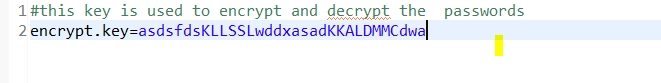 #this key is used to encrypt and decrypt the  passwords
encrypt.key=asdsfdsKLLSSLwddxasadKKALDMMCdwa